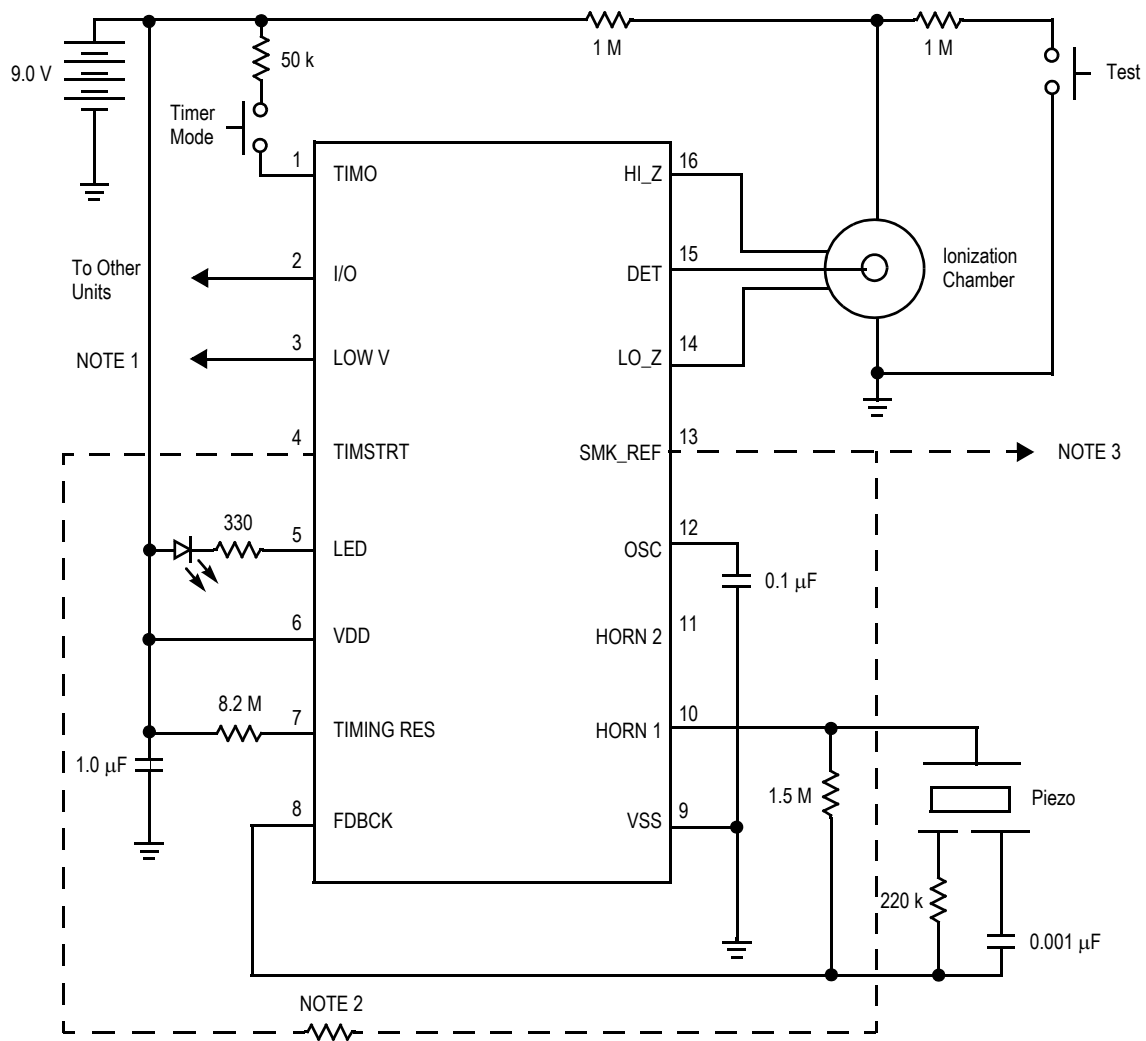 1 M
1 M
9.0 V
50 k
Test
Timer
Mode
1
TIMO
HI_Z
16
To Other
Units
2
I/O
DET
15
Ionization
Chamber
NOTE 1
3
LOW V
LO_Z
14
4
TIMSTRT
SMK_REF
13
NOTE 3
330
5
LED
OSC
12
0.1 μF
6
VDD
HORN 2
11
8.2 M
7
TIMING RES
HORN 1
10
1.0 μF
1.5 M
Piezo
8
FDBCK
VSS
9
220 k
0.001 μF
NOTE 2